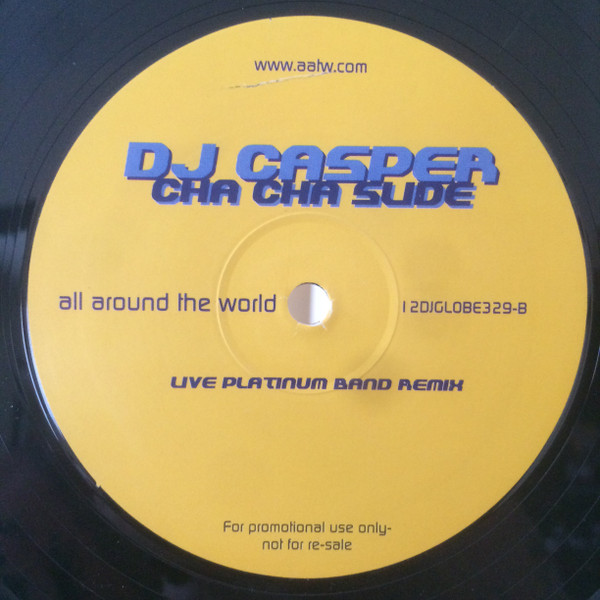 www.aatw.com
DJ CASPER
CHA CHA SLIDE
all around the world
12DJGLOBE329-B
LIVE PLATINUM BAND REMIX
For promotional use only-
not for re-sale